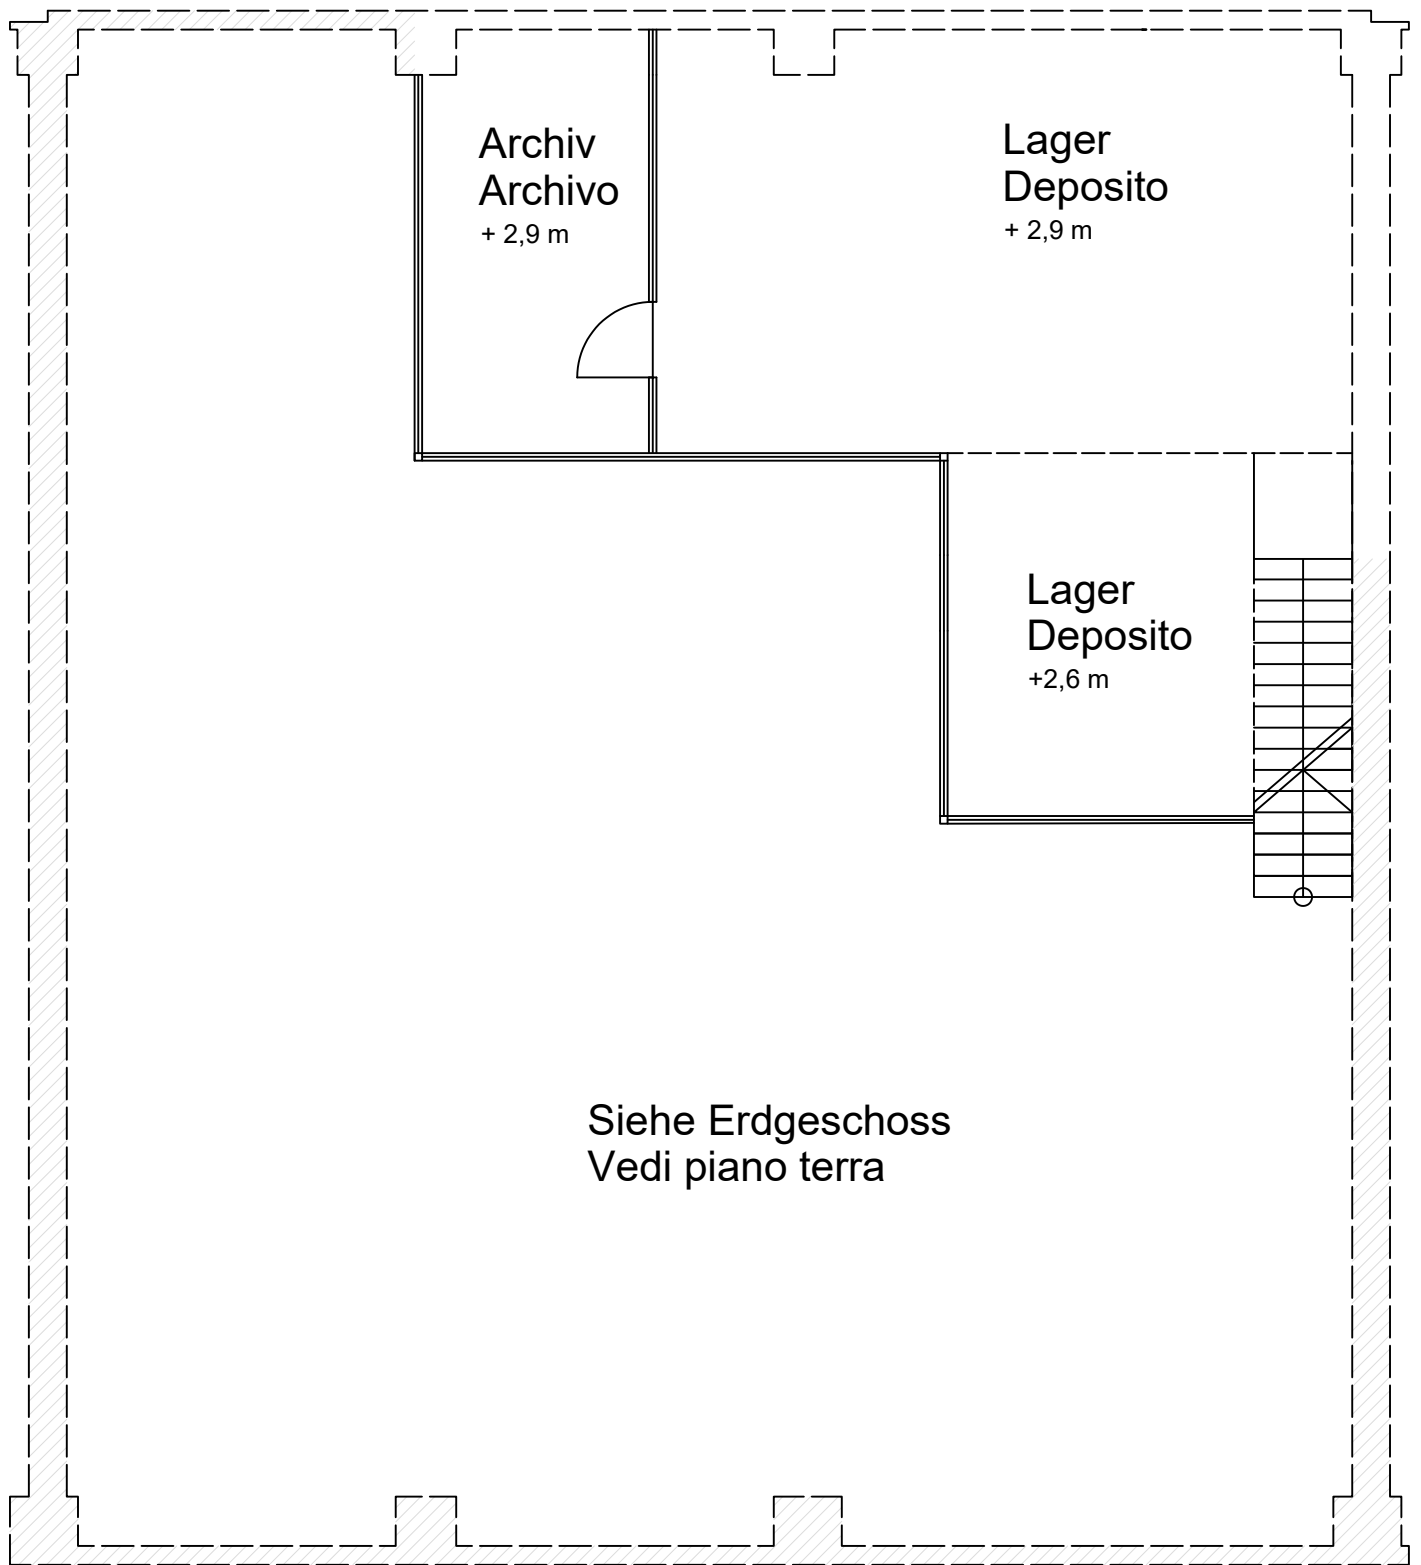 Archiv
Archivo
+ 2,9 m
Lager
Deposito
+ 2,9 m
Lager
Deposito
+2,6 m
Siehe Erdgeschoss
Vedi piano terra